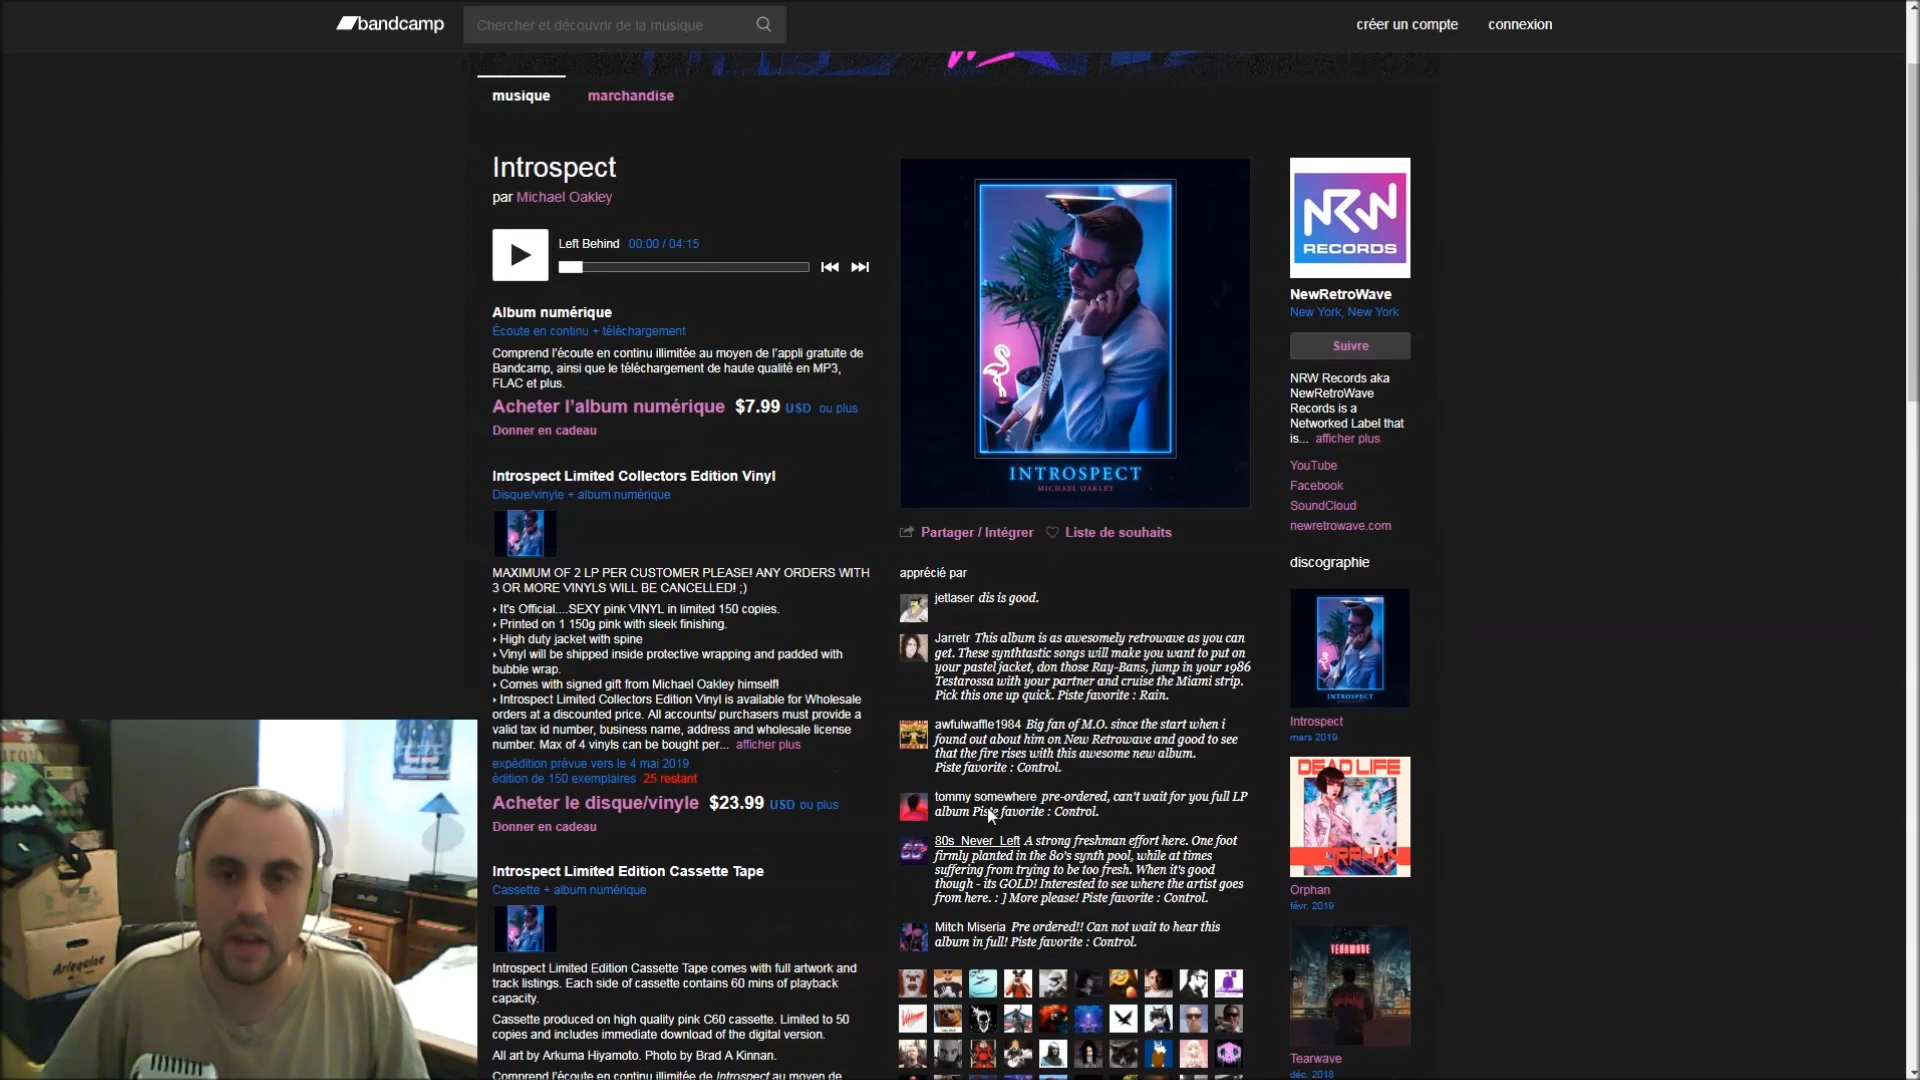 bandcamp
Chercher et découvrir de la musique
créer un compte
connexion
musique
marchandise
Introspect
par Michael Oakley
Left Behind 00:00 / 04:15
Album numérique
Écoute en continu + téléchargement
Comprend l'écoute en continu illimitée au moyen de l'appli gratuite de
Bandcamp, ainsi que le téléchargement de haute qualité en MP3,
FLAC et plus.
Acheter l'album numérique $7.99 USD ou plus
Donner en cadeau
Introspect Limited Collectors Edition Vinyl
Disque/vinyle + album numérique
MAXIMUM OF 2 LP PER CUSTOMER PLEASE! ANY ORDERS WITH
3 OR MORE VINYLS WILL BE CANCELLED! ;)
› It's Official....SEXY pink VINYL in limited 150 copies.
› Printed on 1 150g pink with sleek finishing.
› High duty jacket with spine
› Vinyl will be shipped inside protective wrapping and padded with
bubble wrap.
› Comes with signed gift from Michael Oakley himself!
› Introspect Limited Collectors Edition Vinyl is available for Wholesale
orders at a discounted price. All accounts/ purchasers must provide a
valid tax id number, business name, address and wholesale license
number. Max of 4 vinyls can be bought per... afficher plus
expédition prévue vers le 4 mai 2019
édition de 150 exemplaires 25 restant
Acheter le disque/vinyle $23.99 USD ou plus
Donner en cadeau
Introspect Limited Edition Cassette Tape
Cassette + album numérique
Introspect Limited Edition Cassette Tape comes with full artwork and
track listings. Each side of cassette contains 60 mins of playback
capacity.
Cassette produced on high quality pink C60 cassette. Limited to 50
copies and includes immediate download of the digital version.
All art by Arkuma Hiyamoto. Photo by Brad A Kinnan.
Comprend l'écoute en continu illimitée de Introspect au moyen de
INTROSPECT
MICHAEL OAKLEY
Partager / Intégrer
Liste de souhaits
apprécié par
jetlaser dis is good.
Jarretr This album is as awesomely retrowave as you can
get. These synthtastic songs will make you want to put on
your pastel jacket, don those Ray-Bans, jump in your 1986
Testarossa with your partner and cruise the Miami strip.
Pick this one up quick. Piste favorite : Rain.
awfulwaffle1984 Big fan of M.O. since the start when i
found out about him on New Retrowave and good to see
that the fire rises with this awesome new album.
Piste favorite : Control.
tommy somewhere pre-ordered, can't wait for you full LP
album Piste favorite : Control.
80s_Never_Left A strong freshman effort here. One foot
firmly planted in the 80's synth pool, while at times
suffering from trying to be too fresh. When it's good
though - its GOLD! Interested to see where the artist goes
from here. : ] More please! Piste favorite : Control.
Mitch Miseria Pre ordered!! Can not wait to hear this
album in full! Piste favorite : Control.
NRW
RECORDS
NewRetroWave
New York, New York
Suivre
NRW Records aka
NewRetroWave
Records is a
Networked Label that
is... afficher plus
YouTube
Facebook
SoundCloud
newretrowave.com
discographie
INTROSPECT
Introspect
mars 2019
DEAD LIFE
ORPHAN
Orphan
févr. 2019
TEARWAVE
Tearwave
déc. 2018